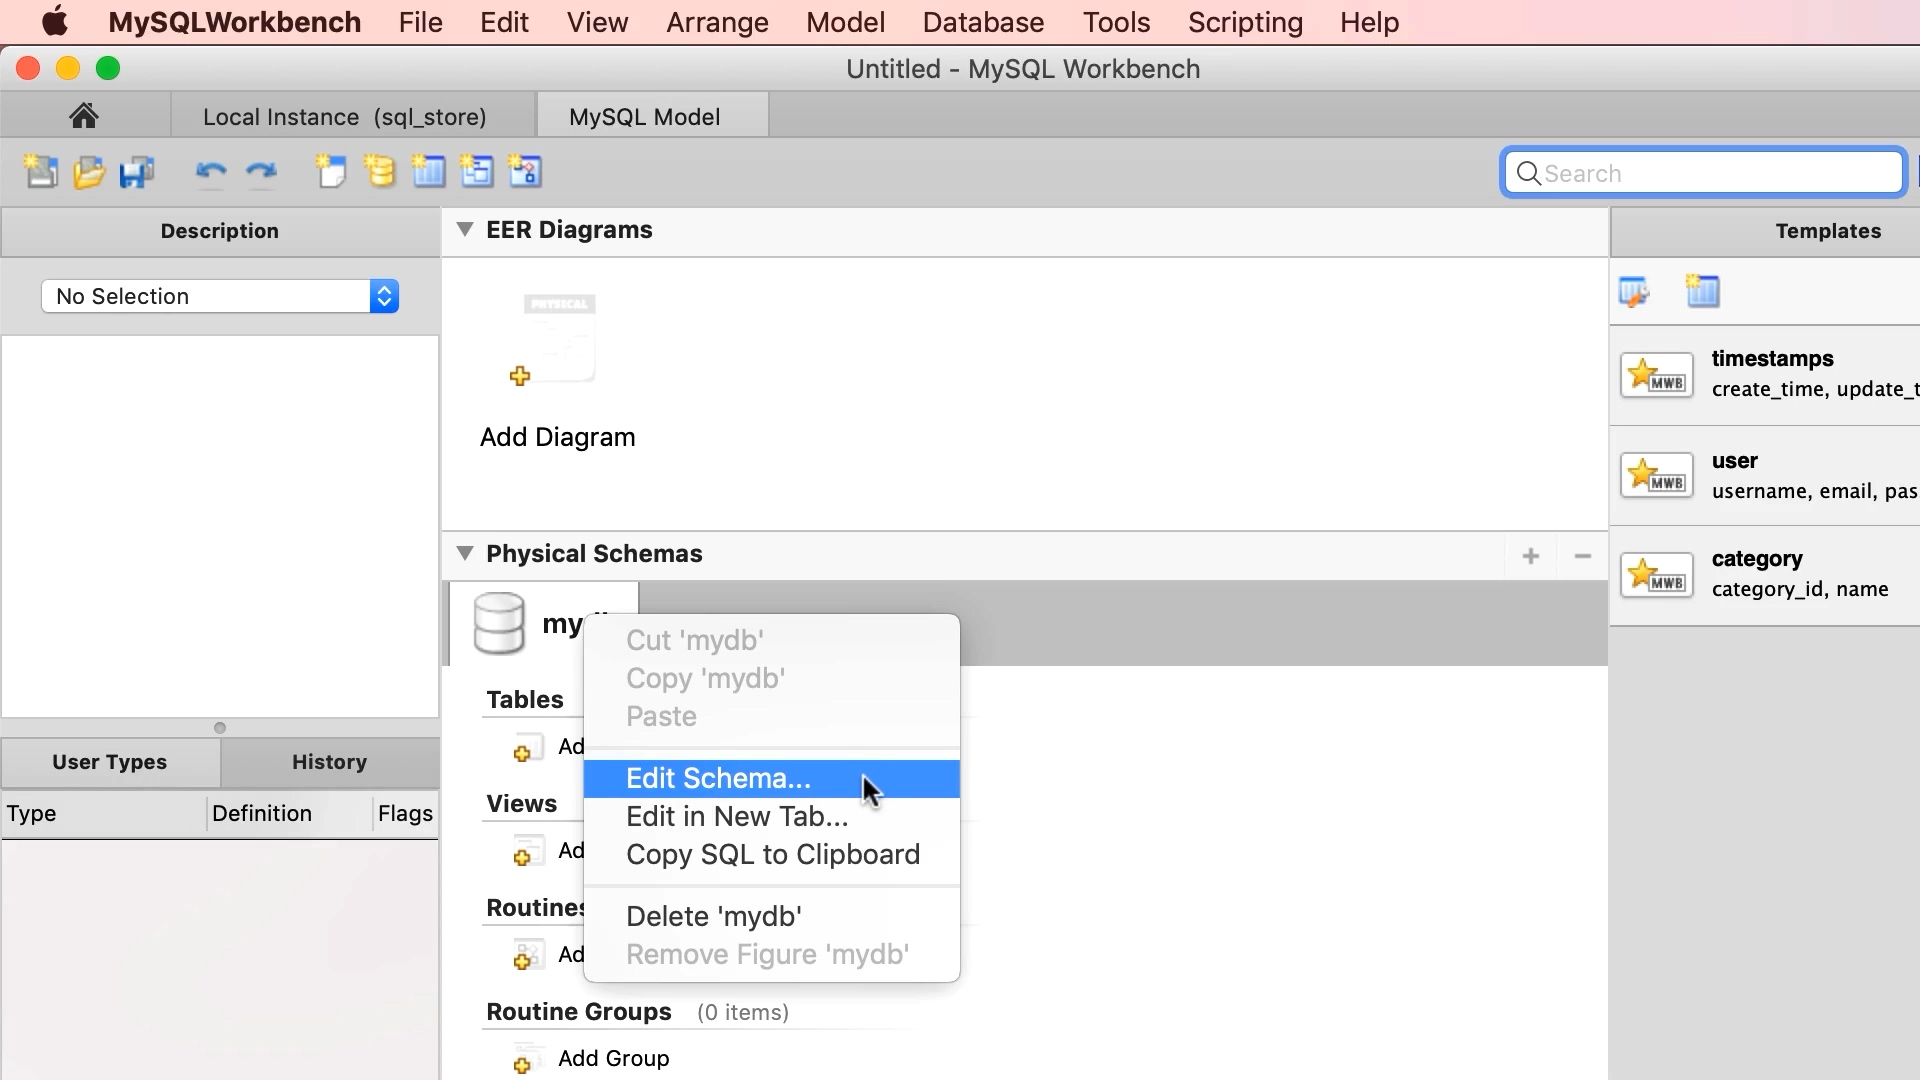 MySQLWorkbench File Edit View Arrange Model Database Tools Scripting Help
Untitled - MySQL Workbench
Local Instance (sql_store) MySQL Model
Search
Description
EER Diagrams
Templates
No Selection
PHYSICAL
Add Diagram
timestamps
create_time, update_t
MWB
user
username, email, pas
MWB
category
category_id, name
MWB
Physical Schemas + −
my
Cut 'mydb'
Copy 'mydb'
Paste
Edit Schema...
Edit in New Tab...
Copy SQL to Clipboard
Delete 'mydb'
Remove Figure 'mydb'
Tables
Ad
Views
Ad
Routines
Ad
Routine Groups (0 items)
Add Group
User Types History
Type Definition Flags